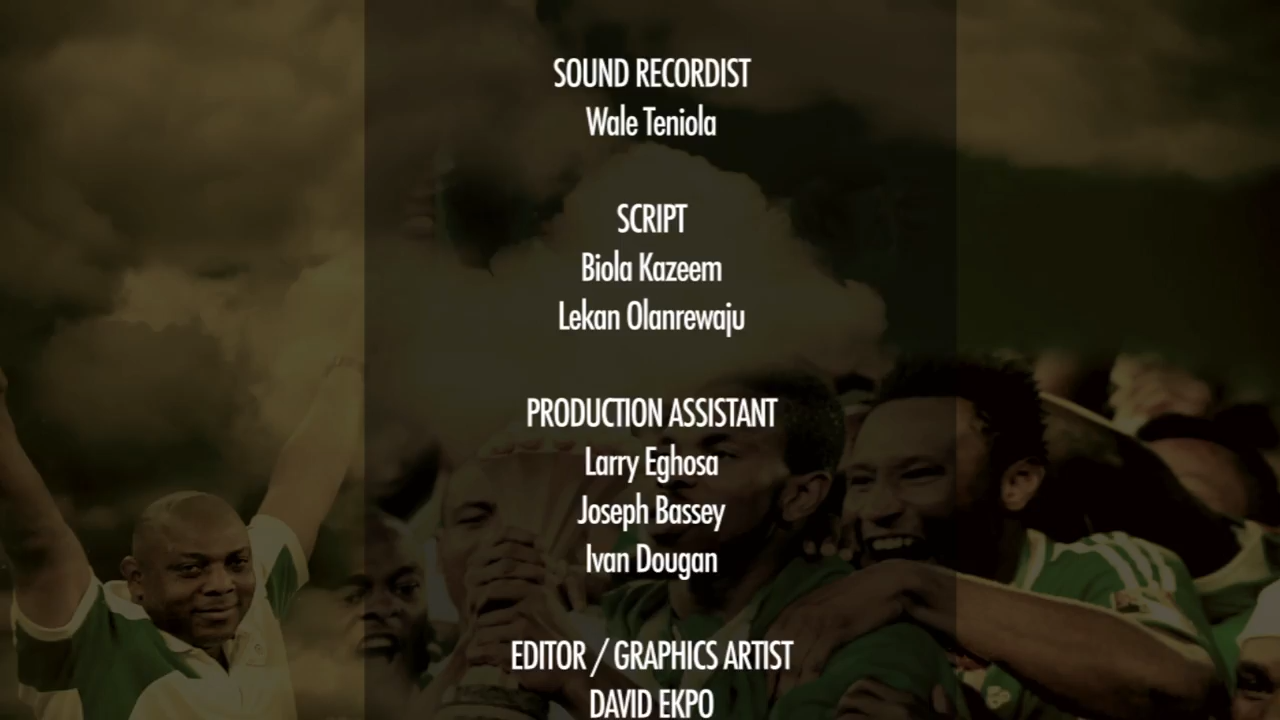 SOUND RECORDIST
Wale Teniola
SCRIPT
Biola Kazeem
Lekan Olanrewaju
PRODUCTION ASSISTANT
Larry Eghosa
Joseph Bassey
Ivan Dougan
EDITOR / GRAPHICS ARTIST
DAVID EKPO